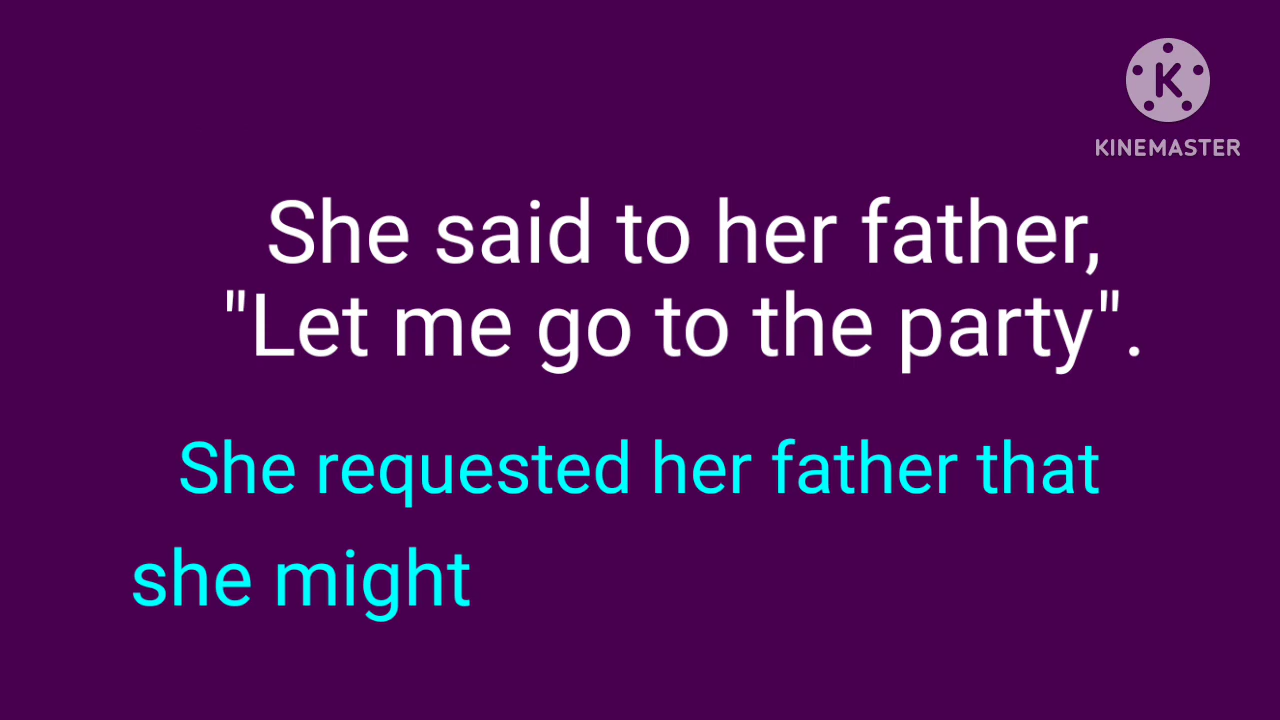 KINEMASTER
She said to her father,
"Let me go to the party".
She requested her father that
she might